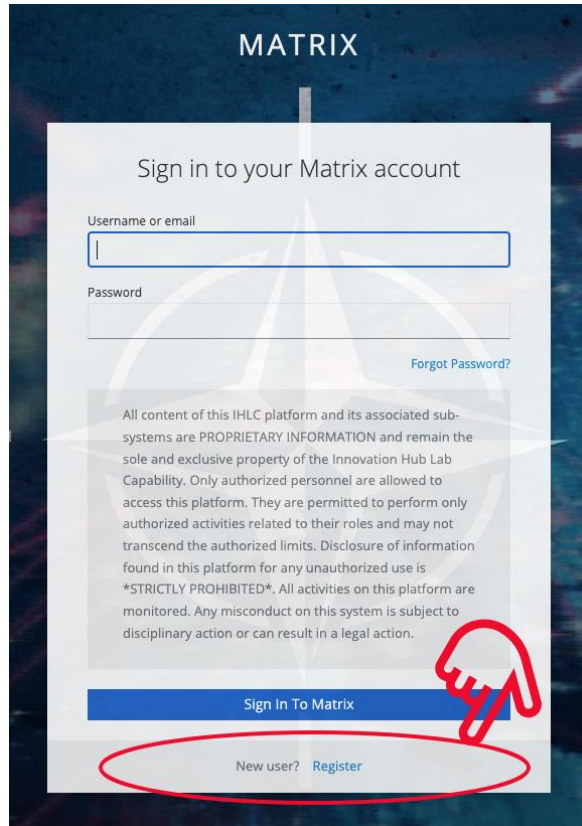 MATRIX
Sign in to your Matrix account
Username or email
Password
Forgot Password?
All content of this IHLC platform and its associated sub-
systems are PROPRIETARY INFORMATION and remain the
sole and exclusive property of the Innovation Hub Lab
Capability. Only authorized personnel are allowed to
access this platform. They are permitted to perform only
authorized activities related to their roles and may not
transcend the authorized limits. Disclosure of information
found in this platform for any unauthorized use is
*STRICTLY PROHIBITED*. All activities on this platform are
monitored. Any misconduct on this system is subject to
disciplinary action or can result in a legal action.
Sign In To Matrix
New user? Register